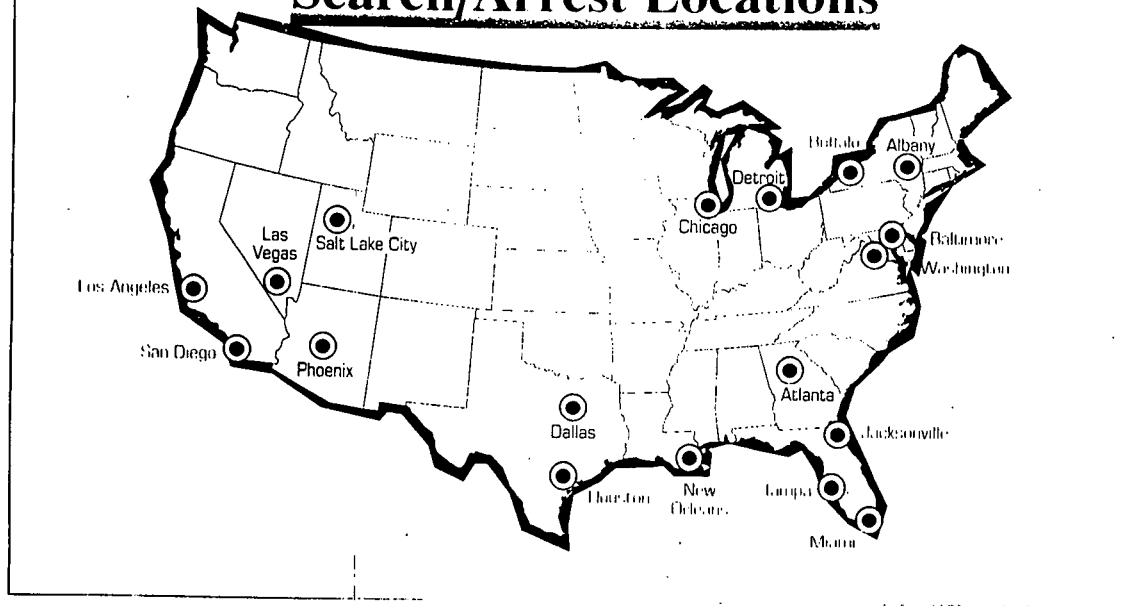 Search/Arrest Locations
Buffalo
Albany
Detroit
Chicago
Las
Vegas
Salt Lake City
Baltimore
Washington
Los Angeles
San Diego
Phoenix
Atlanta
Dallas
Jacksonville
Houston
New
Orleans
Tampa
Miami